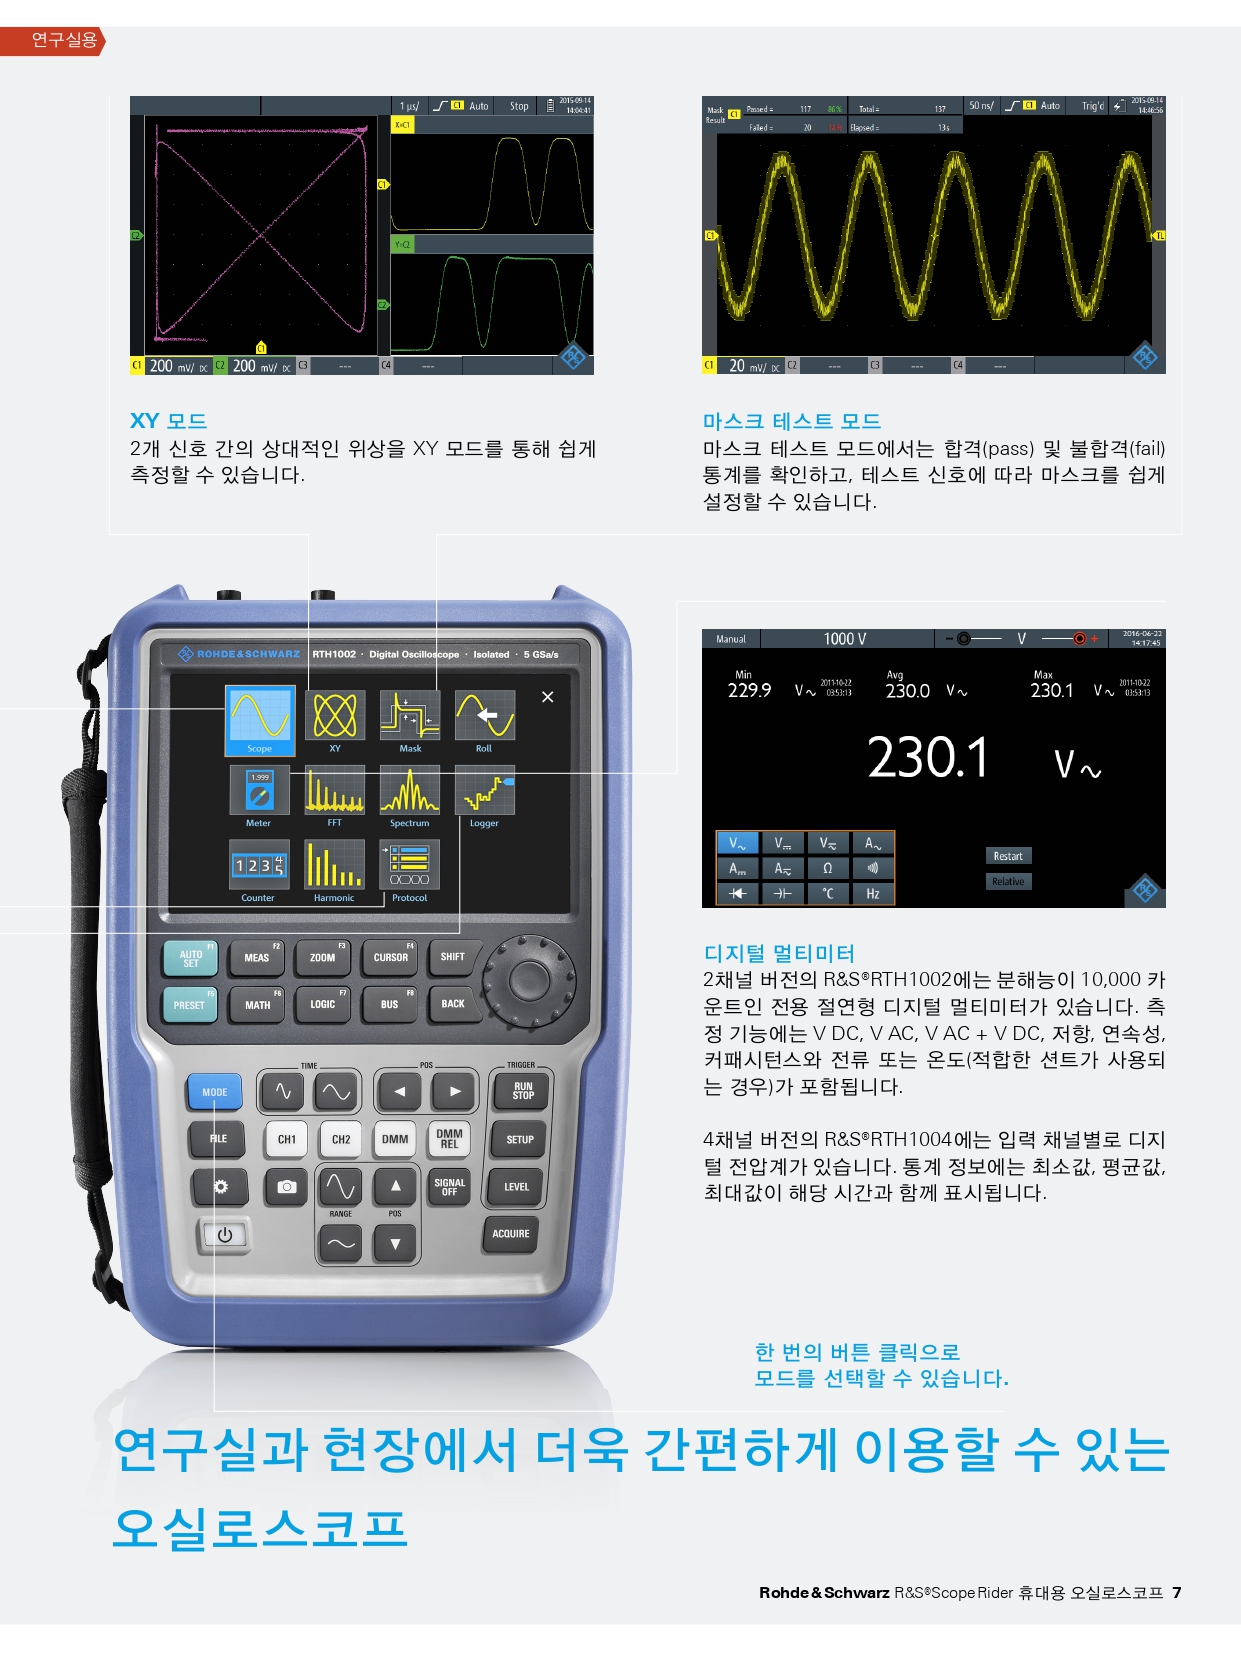 연구실용
1 µs/ C1 Auto Stop 2015-09-14
14:04:41
X=C1
C1
C2
Y=C2
C2
C1
C1 200 mV/ DC C2 200 mV/ DC C3 --- C4 ---
XY 모드
2개 신호 간의 상대적인 위상을 XY 모드를 통해 쉽게
측정할 수 있습니다.
Mask Result C1 Passed = 117 86% Total = 137 50 ns/ C1 Auto Trig'd 2015-09-14
Failed = 20 Elapsed = 13 s 14:46:56
C1 TL
C1 20 mV/ DC C2 --- C3 --- C4 ---
마스크 테스트 모드
마스크 테스트 모드에서는 합격(pass) 및 불합격(fail)
통계를 확인하고, 테스트 신호에 따라 마스크를 쉽게
설정할 수 있습니다.
ROHDE&SCHWARZ RTH1002 · Digital Oscilloscope · Isolated · 5 GSa/s
Scope XY Mask Roll
1.999
Meter FFT Spectrum Logger
1 2 3 4 5
Counter Harmonic Protocol
AUTO SET F1 MEAS F2 ZOOM F3 CURSOR F4 SHIFT
PRESET F5 MATH F6 LOGIC F7 BUS F8 BACK
TIME POS TRIGGER
MODE RUN STOP
FILE CH1 CH2 DMM DMM REL SETUP
SIGNAL OFF LEVEL
RANGE POS
ACQUIRE
Manual 1000 V V 2016-06-22
14:17:45
Min Avg Max
229.9 V 2011-10-22 03:53:13 230.0 V 230.1 V 2011-10-22 03:53:13
230.1 V
V V V A
A A Ω
°C Hz
Restart
Relative
디지털 멀티미터
2채널 버전의 R&S®RTH1002에는 분해능이 10,000 카
운트인 전용 절연형 디지털 멀티미터가 있습니다. 측
정 기능에는 V DC, V AC, V AC + V DC, 저항, 연속성,
커패시턴스와 전류 또는 온도(적합한 션트가 사용되
는 경우)가 포함됩니다.
4채널 버전의 R&S®RTH1004에는 입력 채널별로 디지
털 전압계가 있습니다. 통계 정보에는 최소값, 평균값,
최대값이 해당 시간과 함께 표시됩니다.
한 번의 버튼 클릭으로
모드를 선택할 수 있습니다.
연구실과 현장에서 더욱 간편하게 이용할 수 있는
오실로스코프
Rohde & Schwarz R&S®Scope Rider 휴대용 오실로스코프 7